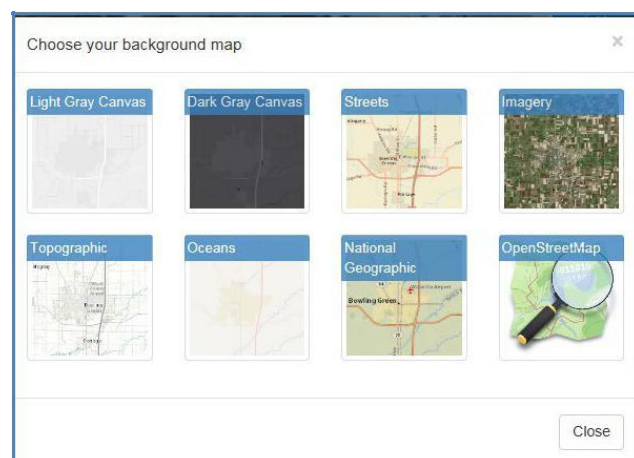 Choose your background map
×
Light Gray Canvas
Dark Gray Canvas
Streets
Imagery
Topographic
Oceans
National
Geographic
OpenStreetMap
Bowling Green
Portage
Close